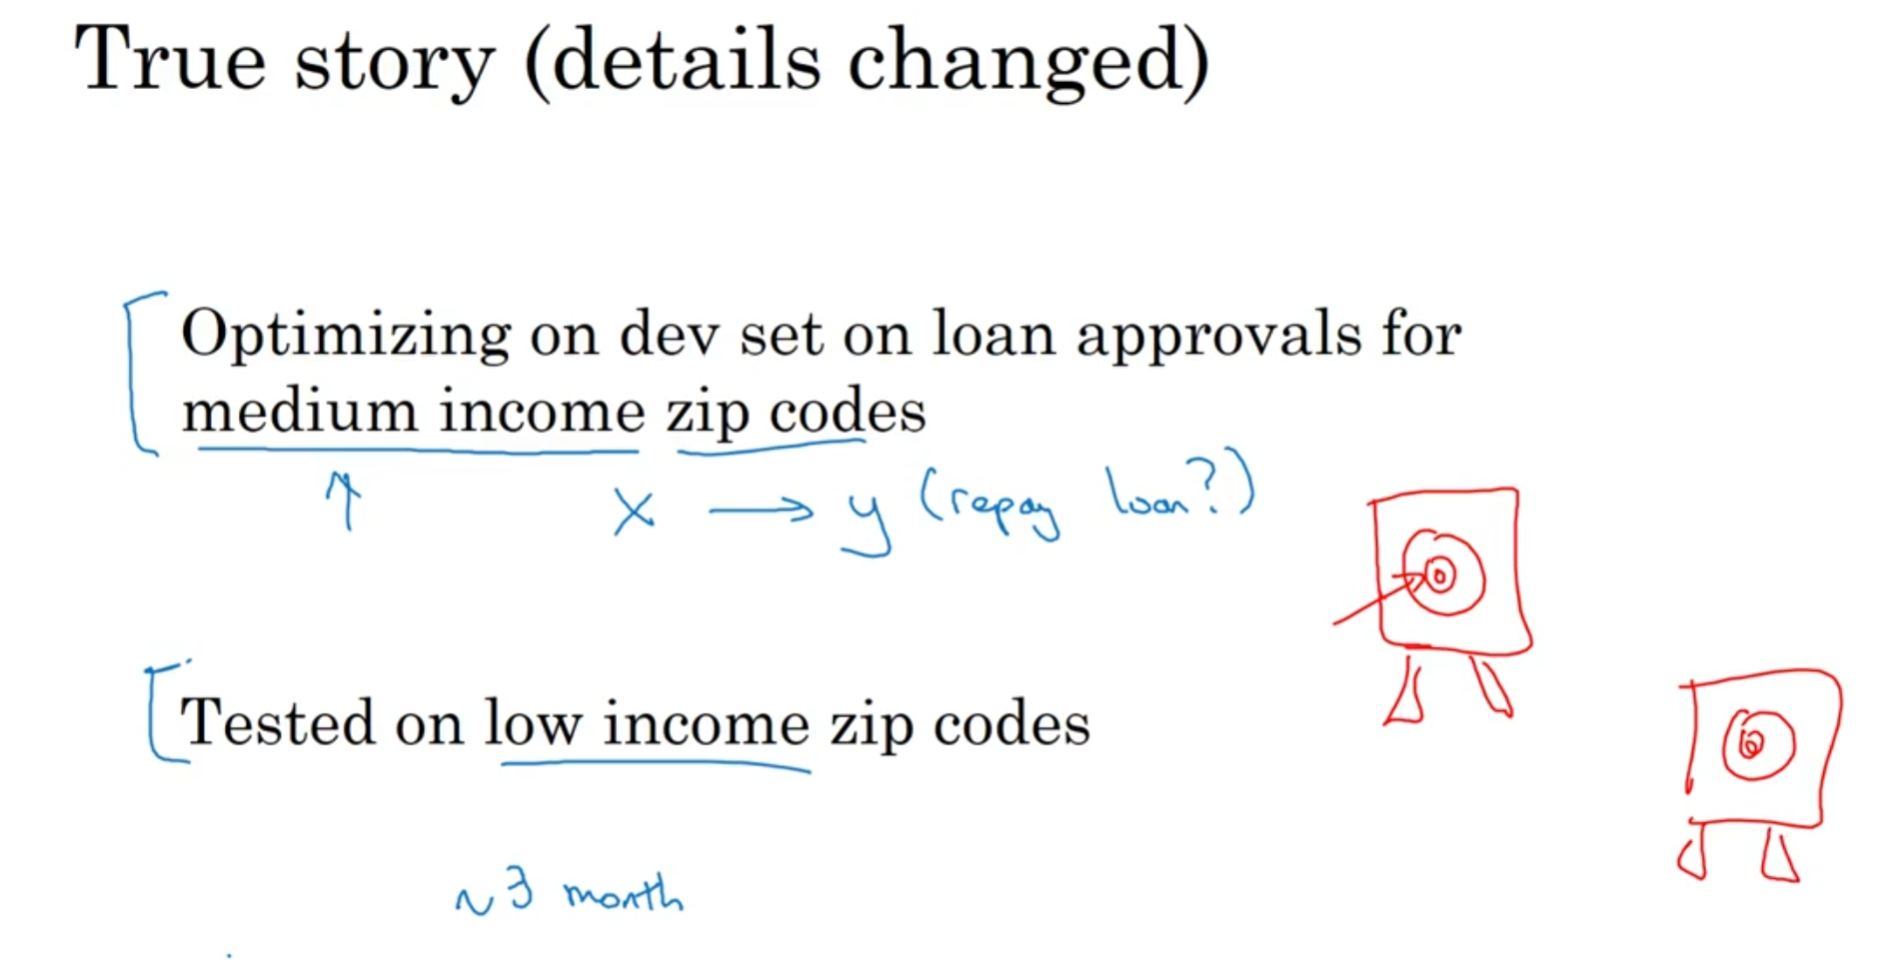 True story (details changed)
Optimizing on dev set on loan approvals for
medium income zip codes
x → y (repay loan?)
Tested on low income zip codes
~3 month